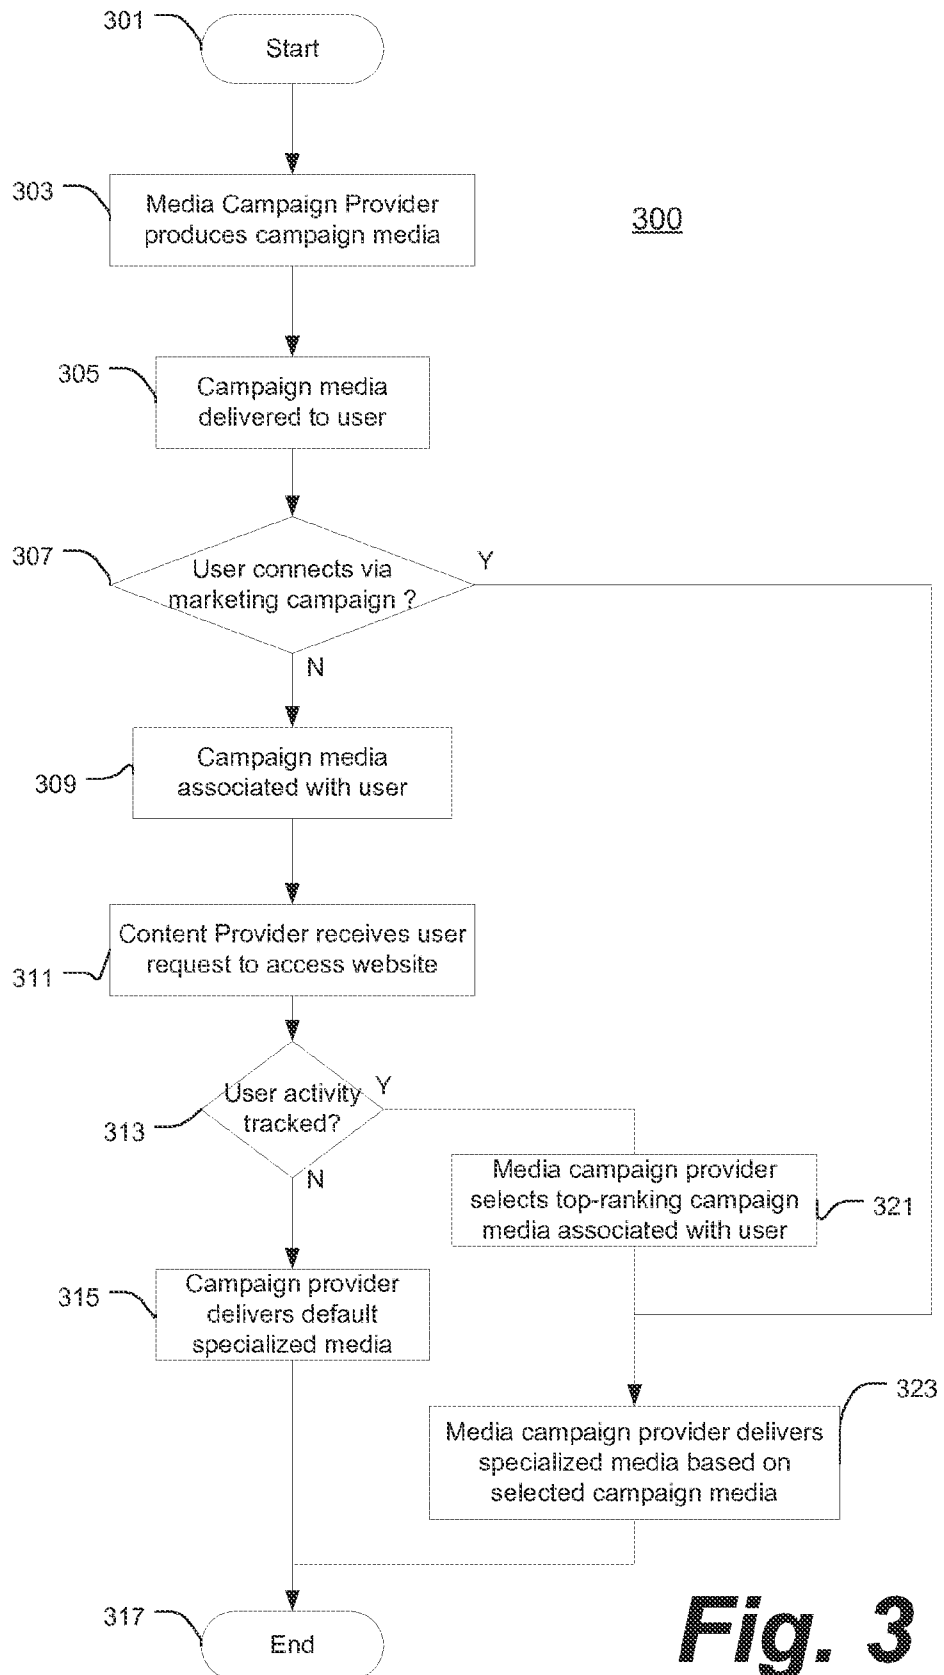 301
Start
303
Media Campaign Provider
produces campaign media
300
305
Campaign media
delivered to user
307
User connects via
marketing campaign ?
Y
N
309
Campaign media
associated with user
311
Content Provider receives user
request to access website
313
User activity
tracked?
Y
N
Media campaign provider
selects top-ranking campaign
media associated with user
321
315
Campaign provider
delivers default
specialized media
323
Media campaign provider delivers
specialized media based on
selected campaign media
317
End
Fig. 3